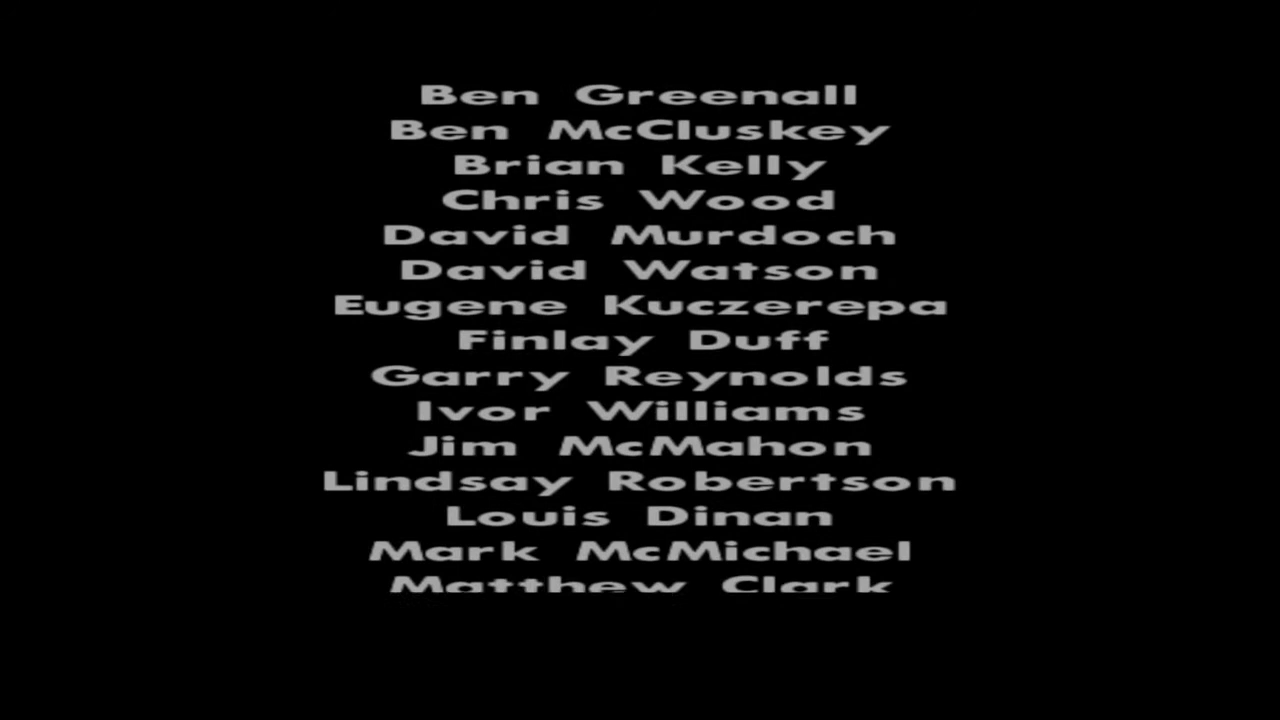 Ben Greenall
Ben McCluskey
Brian Kelly
Chris Wood
David Murdoch
David Watson
Eugene Kuczerepa
Finlay Duff
Garry Reynolds
Ivor Williams
Jim McMahon
Lindsay Robertson
Louis Dinan
Mark McMichael
Matthew Clark